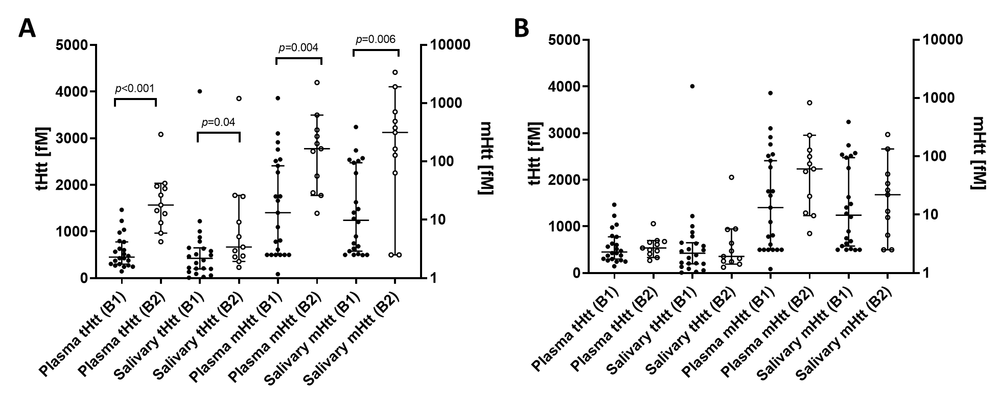 A
p<0.001
p=0.04
p=0.004
p=0.006
tHtt [fM]
5000
4000
3000
2000
1000
0
10000
1000
100
10
1
mHtt [fM]
Plasma tHtt (B1)
Plasma tHtt (B2)
Salivary tHtt (B1)
Salivary tHtt (B2)
Plasma mHtt (B1)
Plasma mHtt (B2)
Salivary mHtt (B1)
Salivary mHtt (B2)
B
tHtt [fM]
5000
4000
3000
2000
1000
0
10000
1000
100
10
1
mHtt [fM]
Plasma tHtt (B1)
Plasma tHtt (B2)
Salivary tHtt (B1)
Salivary tHtt (B2)
Plasma mHtt (B1)
Plasma mHtt (B2)
Salivary mHtt (B1)
Salivary mHtt (B2)